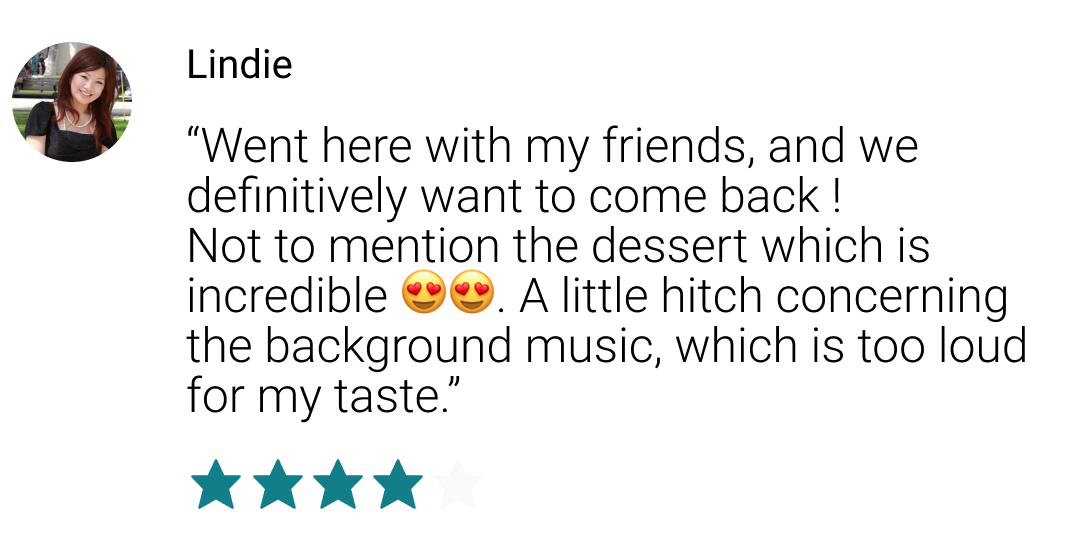 Lindie
“Went here with my friends, and we
definitively want to come back !
Not to mention the dessert which is
incredible 😍😍. A little hitch concerning
the background music, which is too loud
for my taste.”